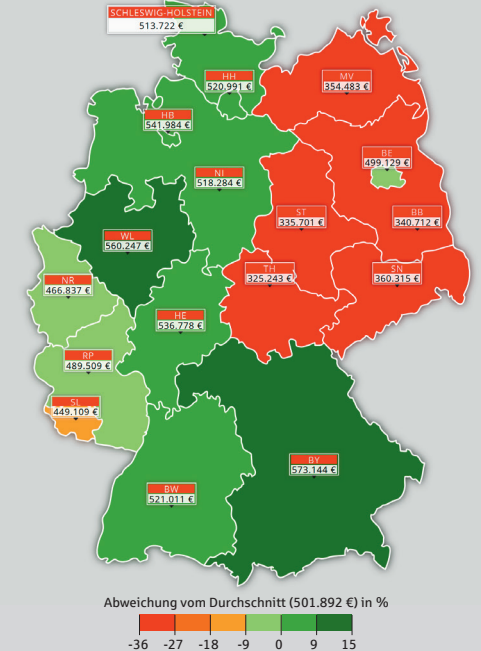 SCHLESWIG-HOLSTEIN
513.722 €
HH
520.991 €
MV
354.483 €
HB
541.984 €
BE
499.129 €
NI
518.284 €
ST
335.701 €
BB
340.712 €
WL
560.247 €
NR
466.837 €
TH
325.243 €
SN
360.315 €
HE
536.778 €
RP
489.509 €
SL
449.109 €
BY
573.144 €
BW
521.011 €
Abweichung vom Durchschnitt (501.892 €) in %
-36 -27 -18 -9 0 9 15